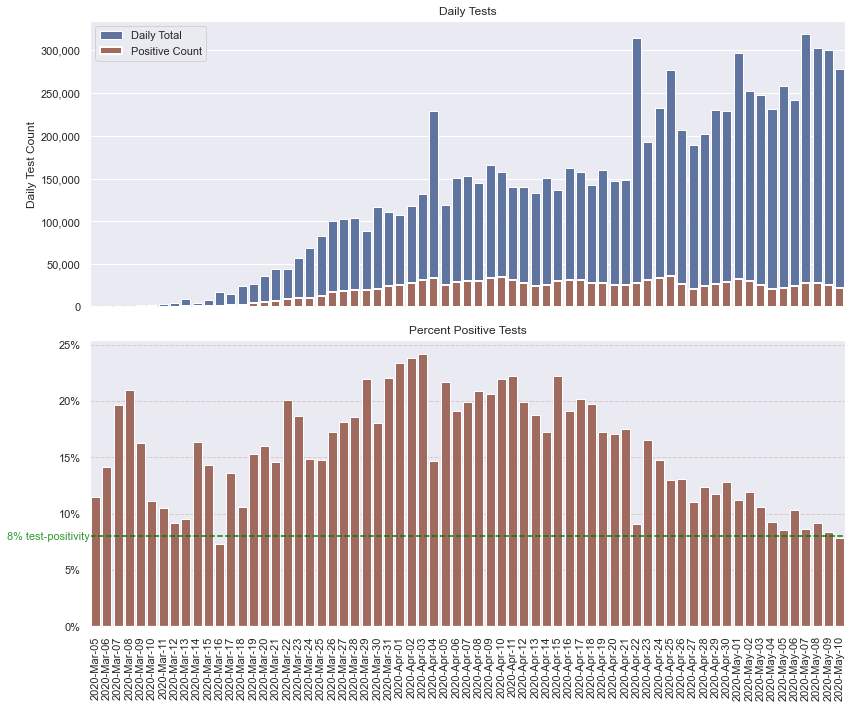 Daily Tests
Daily Total
Positive Count
Daily Test Count
300,000
250,000
200,000
150,000
100,000
50,000
0
Percent Positive Tests
25%
20%
15%
10%
8% test-positivity
5%
0%
2020-Mar-05
2020-Mar-06
2020-Mar-07
2020-Mar-08
2020-Mar-09
2020-Mar-10
2020-Mar-11
2020-Mar-12
2020-Mar-13
2020-Mar-14
2020-Mar-15
2020-Mar-16
2020-Mar-17
2020-Mar-18
2020-Mar-19
2020-Mar-20
2020-Mar-21
2020-Mar-22
2020-Mar-23
2020-Mar-24
2020-Mar-25
2020-Mar-26
2020-Mar-27
2020-Mar-28
2020-Mar-29
2020-Mar-30
2020-Mar-31
2020-Apr-01
2020-Apr-02
2020-Apr-03
2020-Apr-04
2020-Apr-05
2020-Apr-06
2020-Apr-07
2020-Apr-08
2020-Apr-09
2020-Apr-10
2020-Apr-11
2020-Apr-12
2020-Apr-13
2020-Apr-14
2020-Apr-15
2020-Apr-16
2020-Apr-17
2020-Apr-18
2020-Apr-19
2020-Apr-20
2020-Apr-21
2020-Apr-22
2020-Apr-23
2020-Apr-24
2020-Apr-25
2020-Apr-26
2020-Apr-27
2020-Apr-28
2020-Apr-29
2020-Apr-30
2020-May-01
2020-May-02
2020-May-03
2020-May-04
2020-May-05
2020-May-06
2020-May-07
2020-May-08
2020-May-09
2020-May-10